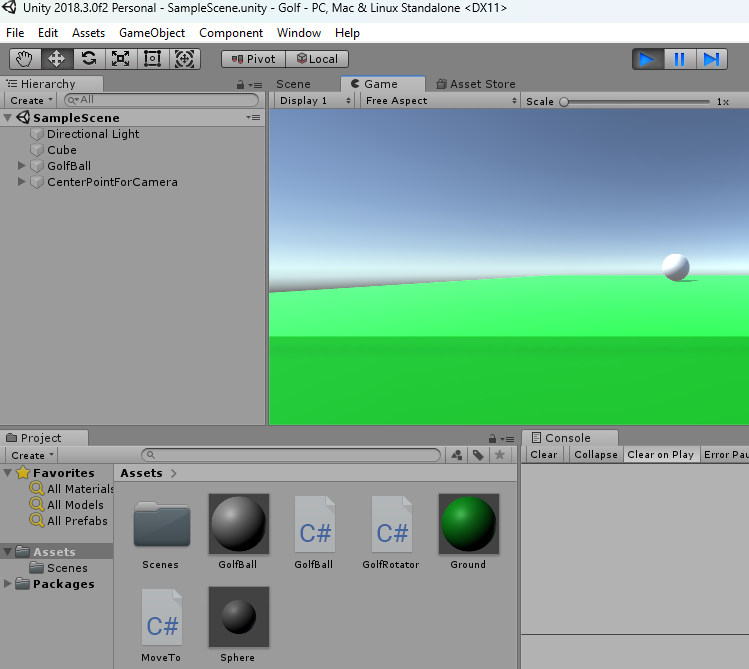 Unity 2018.3.0f2 Personal - SampleScene.unity - Golf - PC, Mac & Linux Standalone <DX11>
File Edit Assets GameObject Component Window Help
Pivot Local
Hierarchy
Create All
SampleScene
Directional Light
Cube
GolfBall
CenterPointForCamera
Scene Game Asset Store
Display 1 Free Aspect Scale 1x
Project
Create
Favorites
All Materials
All Models
All Prefabs
Assets
Scenes
Packages
Assets
C# C#
Scenes GolfBall GolfBall GolfRotator Ground
C#
MoveTo Sphere
Console
Clear Collapse Clear on Play Error Pau